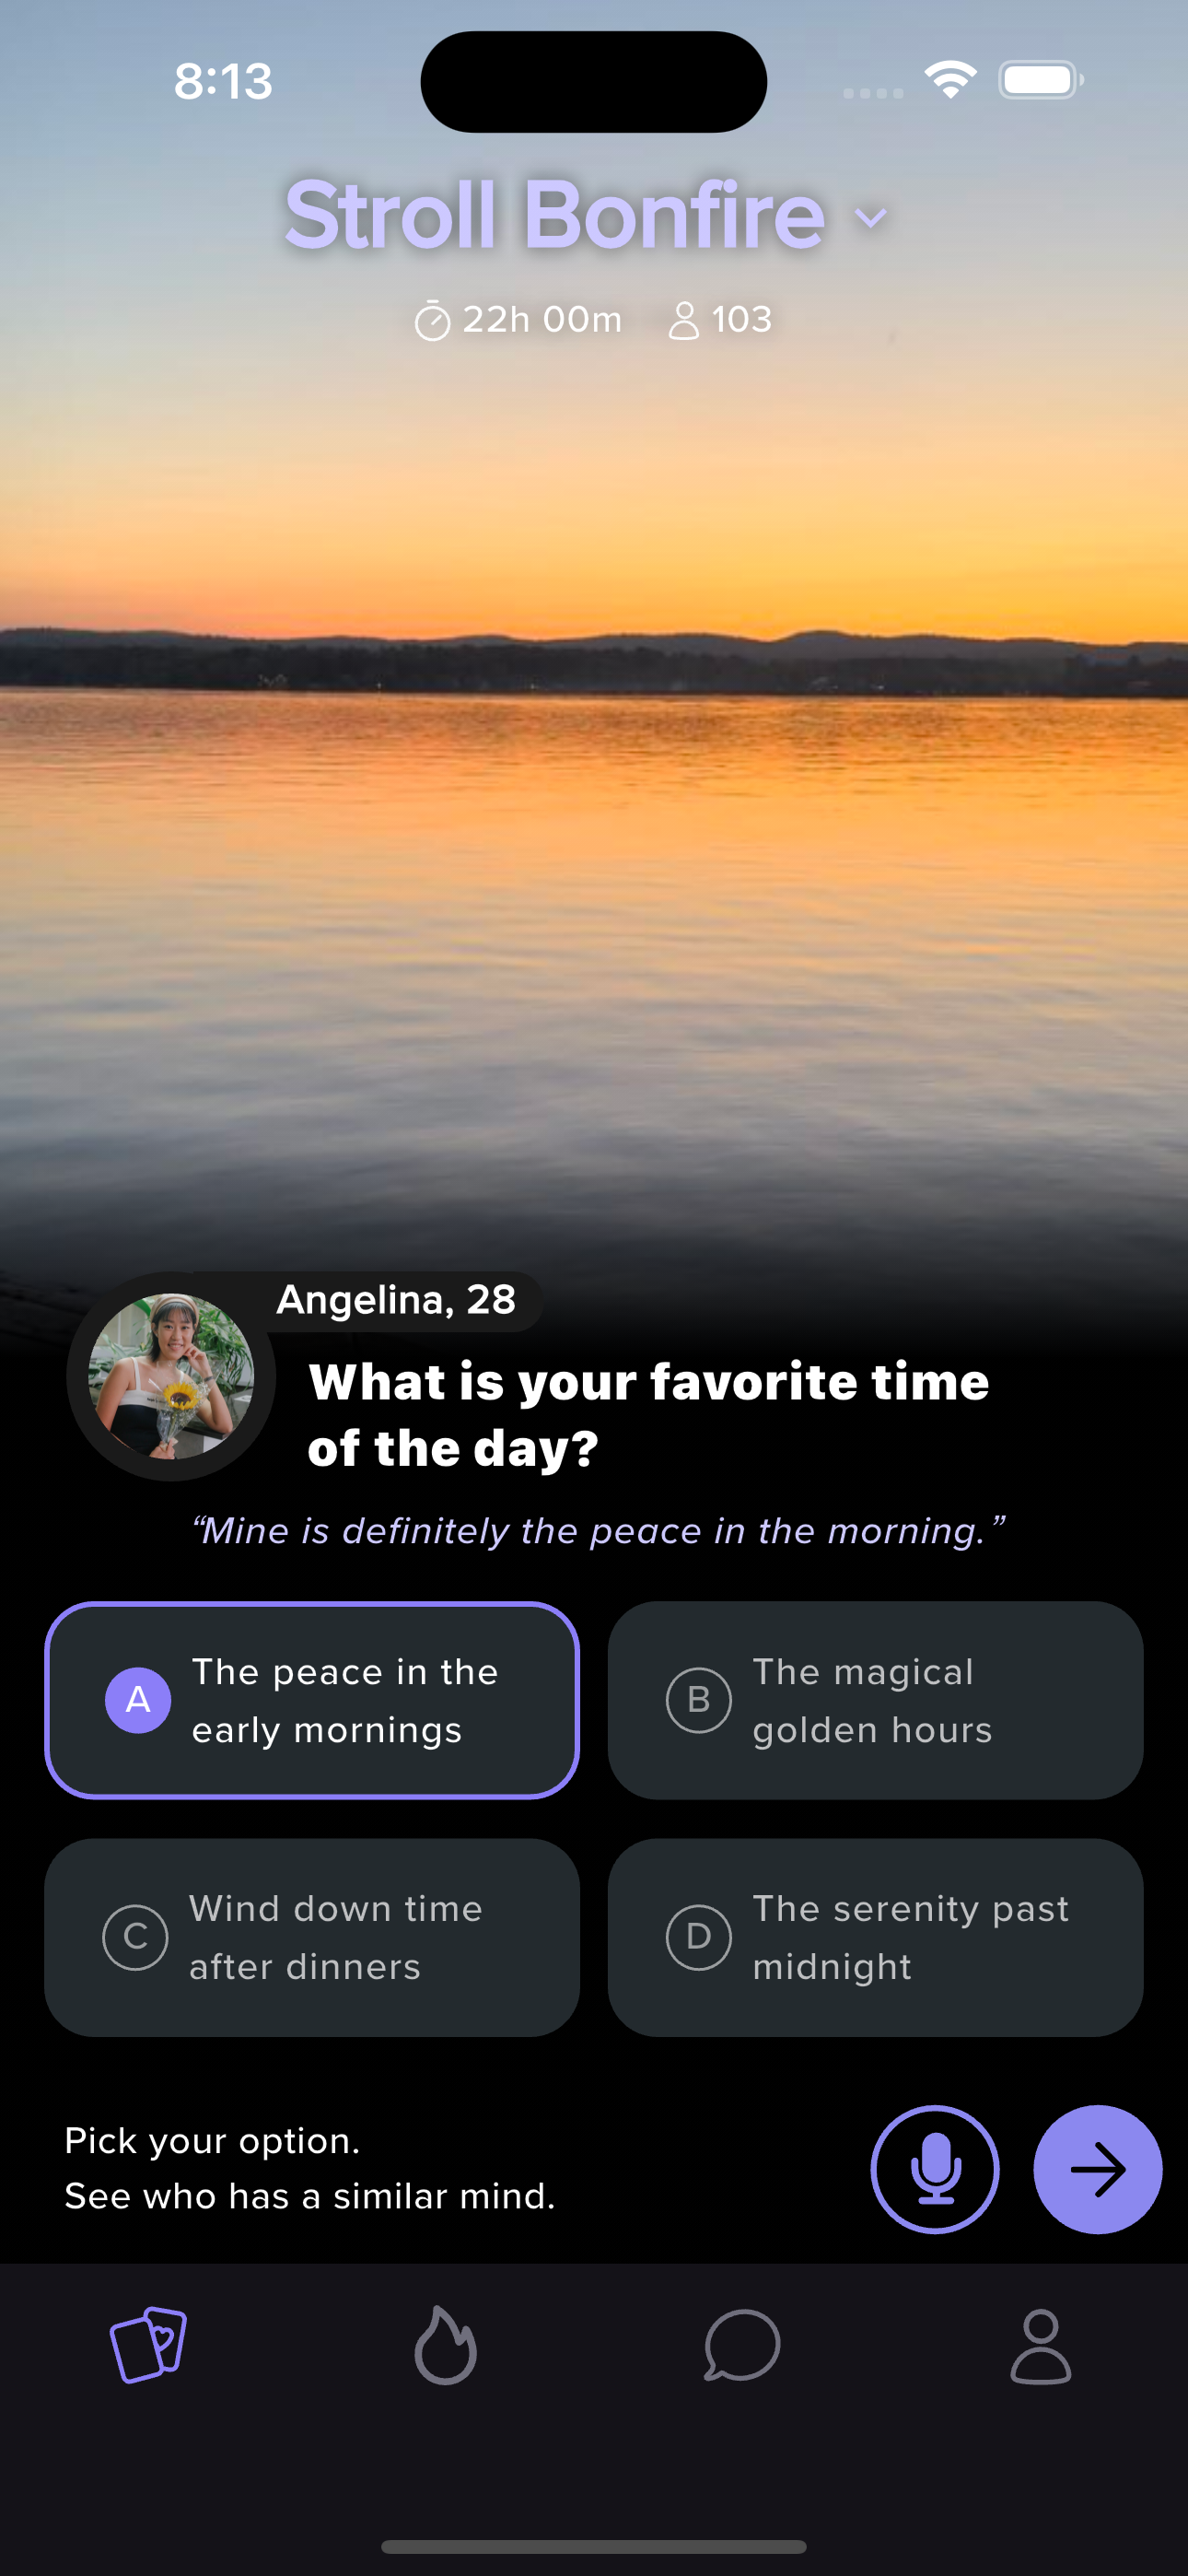 8:13
Stroll Bonfire
22h 00m 103
Angelina, 28
What is your favorite time
of the day?
“Mine is definitely the peace in the morning.”
A
The peace in the
early mornings
B
The magical
golden hours
C
Wind down time
after dinners
D
The serenity past
midnight
Pick your option.
See who has a similar mind.